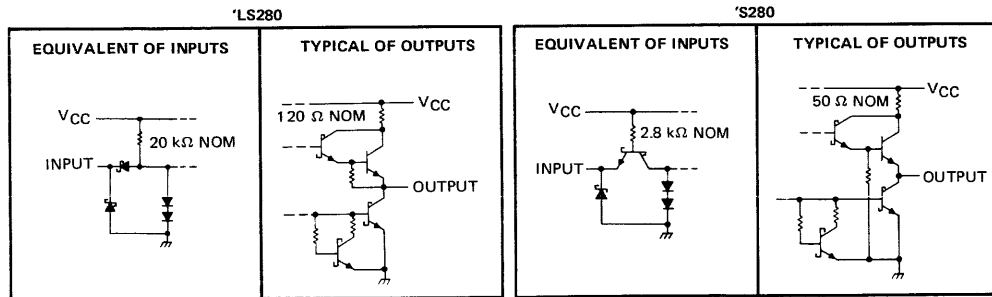 'LS280
EQUIVALENT OF INPUTS
TYPICAL OF OUTPUTS
VCC
20 kΩ NOM
INPUT
VCC
120 Ω NOM
OUTPUT
'S280
EQUIVALENT OF INPUTS
TYPICAL OF OUTPUTS
VCC
2.8 kΩ NOM
INPUT
VCC
50 Ω NOM
OUTPUT